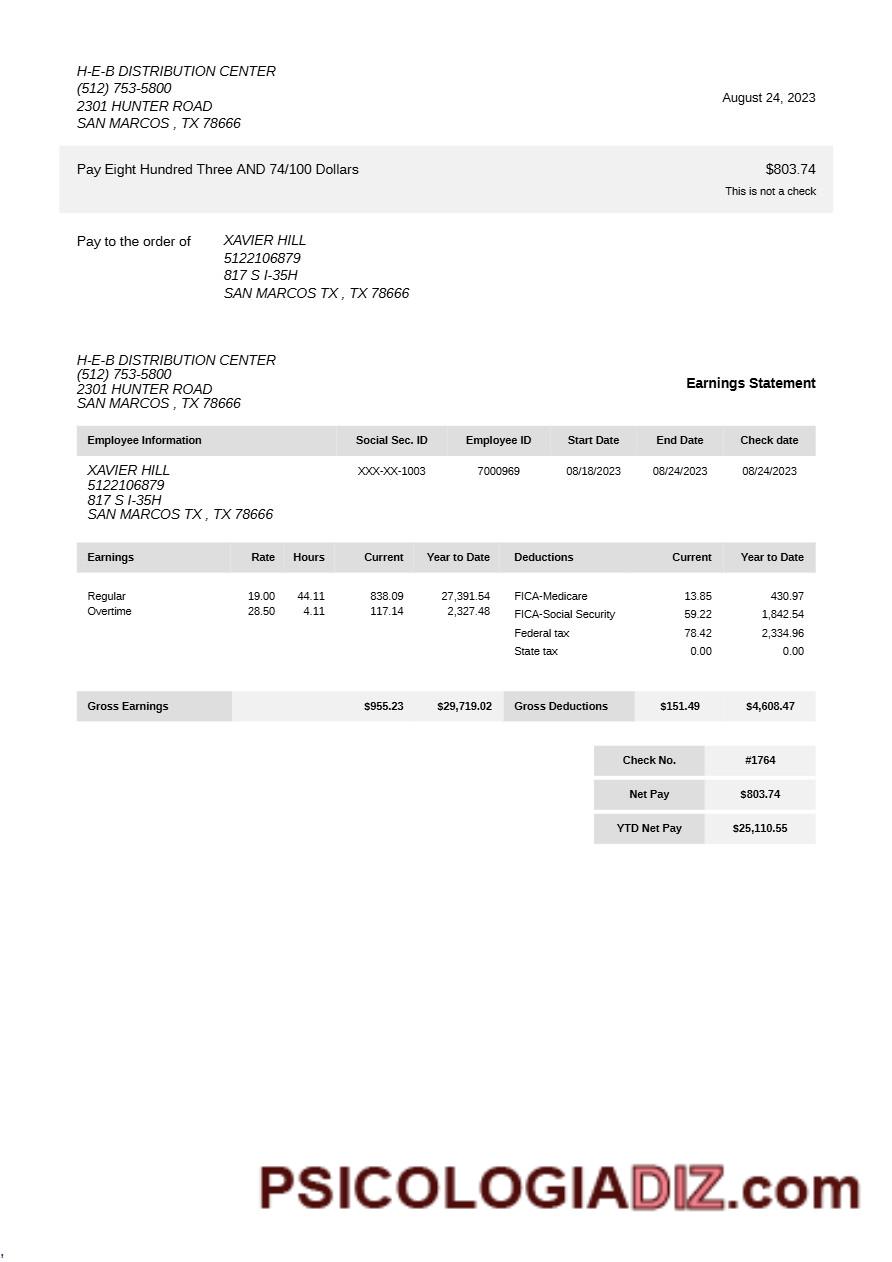 H-E-B DISTRIBUTION CENTER
(512) 753-5800
2301 HUNTER ROAD
SAN MARCOS , TX 78666
August 24, 2023
Pay Eight Hundred Three AND 74/100 Dollars $803.74
This is not a check
Pay to the order of XAVIER HILL
5122106879
817 S I-35H
SAN MARCOS TX , TX 78666
H-E-B DISTRIBUTION CENTER
(512) 753-5800
2301 HUNTER ROAD
SAN MARCOS , TX 78666
Earnings Statement
Employee Information Social Sec. ID Employee ID Start Date End Date Check date
XAVIER HILL XXX-XX-1003 7000969 08/18/2023 08/24/2023 08/24/2023
5122106879
817 S I-35H
SAN MARCOS TX , TX 78666
Earnings Rate Hours Current Year to Date Deductions Current Year to Date
Regular 19.00 44.11 838.09 27,391.54 FICA-Medicare 13.85 430.97
Overtime 28.50 4.11 117.14 2,327.48 FICA-Social Security 59.22 1,842.54
Federal tax 78.42 2,334.96
State tax 0.00 0.00
Gross Earnings $955.23 $29,719.02 Gross Deductions $151.49 $4,608.47
Check No. #1764
Net Pay $803.74
YTD Net Pay $25,110.55
PSICOLOGIADIZ.com
,